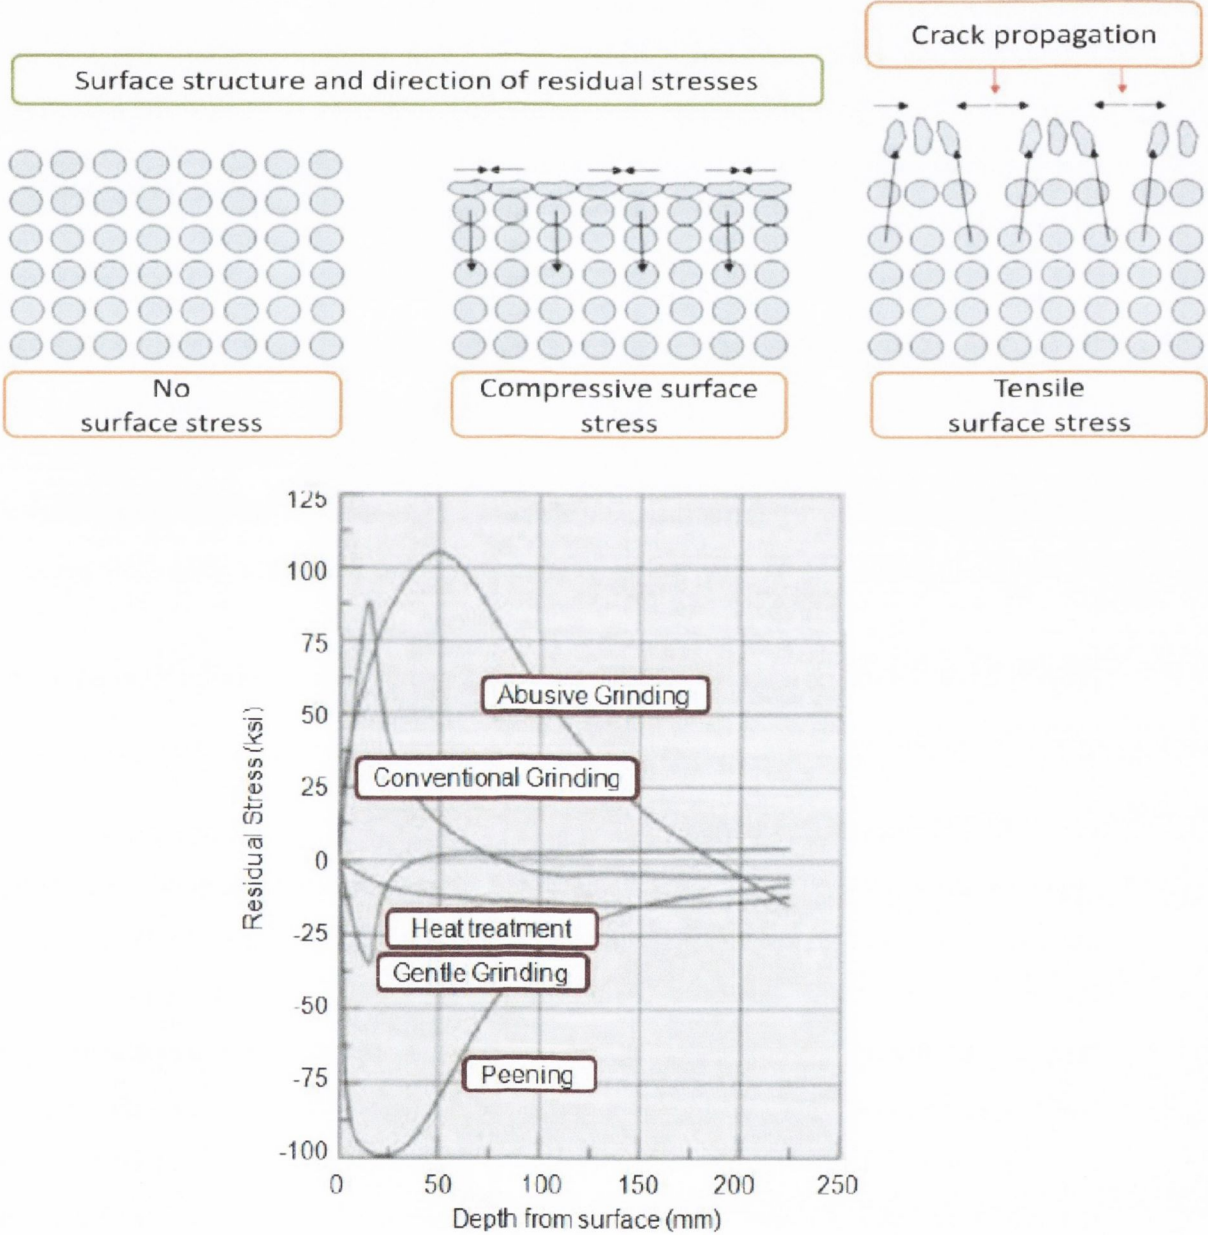 Crack propagation
Surface structure and direction of residual stresses
No
surface stress
Compressive surface
stress
Tensile
surface stress
125
100
75
50
25
0
-25
-50
-75
-100
Residual Stress (ksi)
Abusive Grinding
Conventional Grinding
Heat treatment
Gentle Grinding
Peening
0 50 100 150 200 250
Depth from surface (mm)